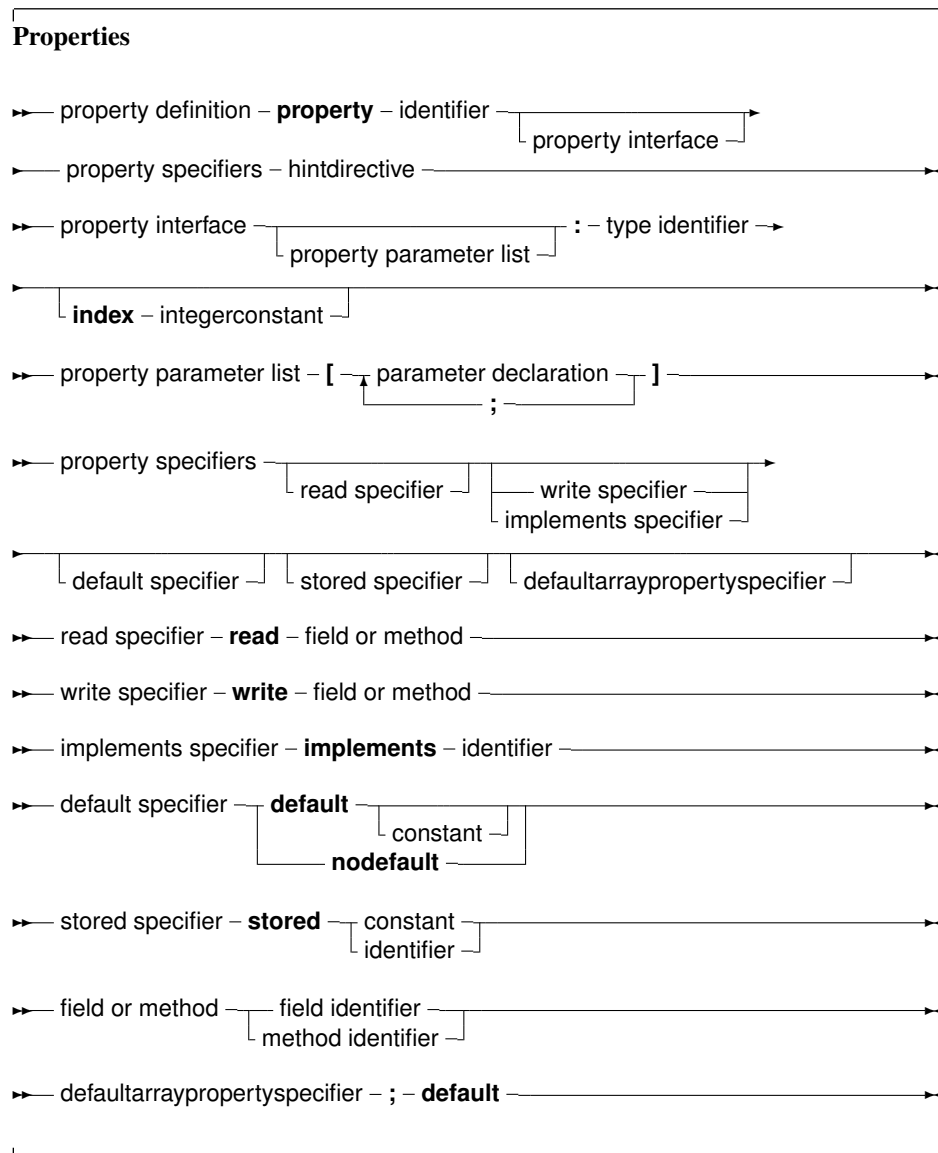 Properties
property definition – property – identifier
property interface
property specifiers – hintdirective
property interface : – type identifier
property parameter list
index – integerconstant
property parameter list – [ parameter declaration ]
;
property specifiers
read specifier write specifier
implements specifier
default specifier stored specifier defaultarraypropertyspecifier
read specifier – read – field or method
write specifier – write – field or method
implements specifier – implements – identifier
default specifier default
constant
nodefault
stored specifier – stored constant
identifier
field or method field identifier
method identifier
defaultarraypropertyspecifier – ; – default